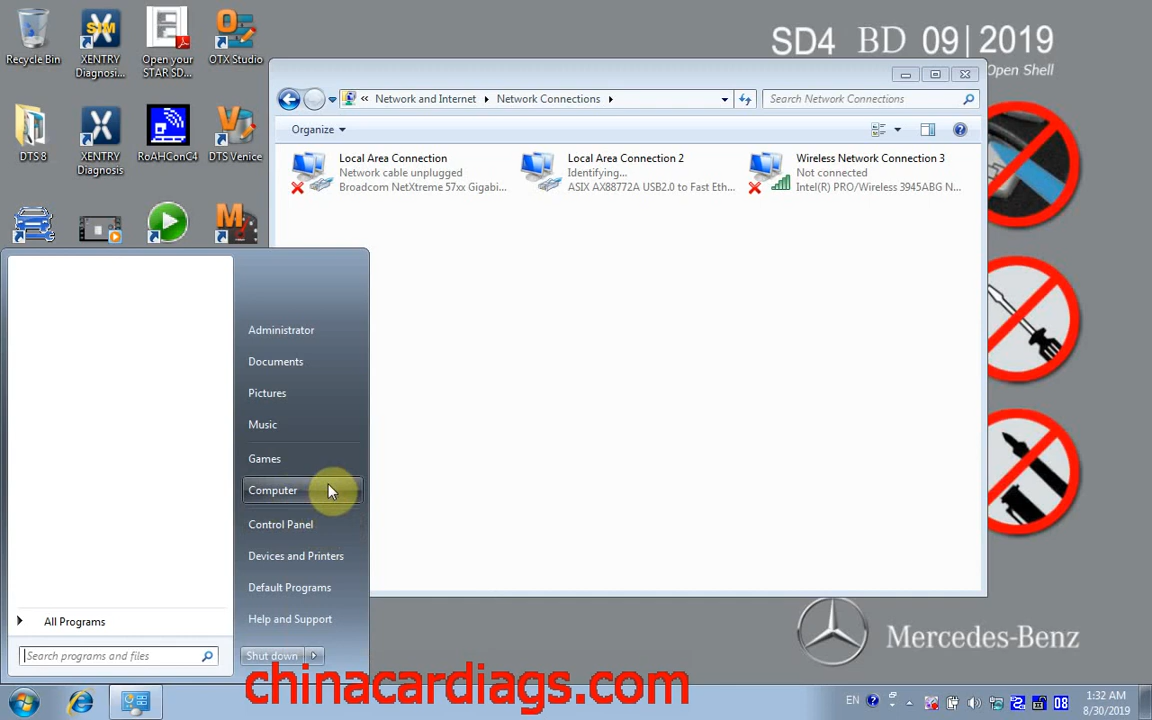 SD4 BD 09|2019
Open Shell
Recycle Bin
XENTRY Diagnosi...
Open your STAR SD...
OTX Studio
DTS 8
XENTRY Diagnosis
RoAHConC4
DTS Venice
« Network and Internet
Network Connections
Search Network Connections
Organize
Local Area Connection
Network cable unplugged
Broadcom NetXtreme 57xx Gigabi...
Local Area Connection 2
Identifying...
ASIX AX88772A USB2.0 to Fast Eth...
Wireless Network Connection 3
Not connected
Intel(R) PRO/Wireless 3945ABG N...
Administrator
Documents
Pictures
Music
Games
Computer
Control Panel
Devices and Printers
Default Programs
Help and Support
All Programs
Search programs and files
Shut down
Mercedes-Benz
chinacardiags.com
EN
08
1:32 AM
8/30/2019